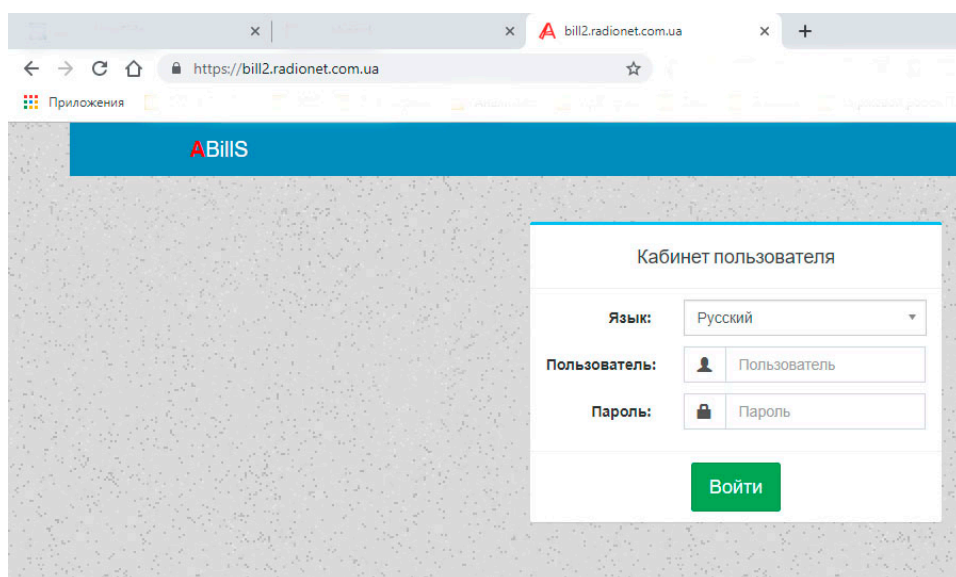 bill2.radionet.com.ua
https://bill2.radionet.com.ua
Приложения
ABillS
Кабинет пользователя
Язык: Русский
Пользователь: Пользователь
Пароль: Пароль
Войти